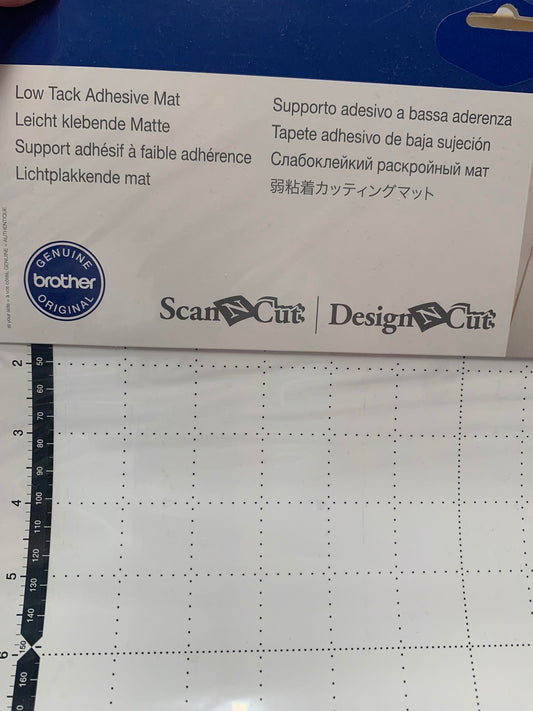 Low Tack Adhesive Mat
Leicht klebende Matte
Support adhésif à faible adhérence
Lichtplakkende mat
Supporto adesivo a bassa aderenza
Tapete adhesivo de baja sujeción
Слабоклейкий раскройный мат
弱粘着カッティングマット
GENUINE
brother
ORIGINAL
ScanNCut
DesignNCut
2
3
4
5
6
50
60
70
80
90
100
110
120
130
140
150
160